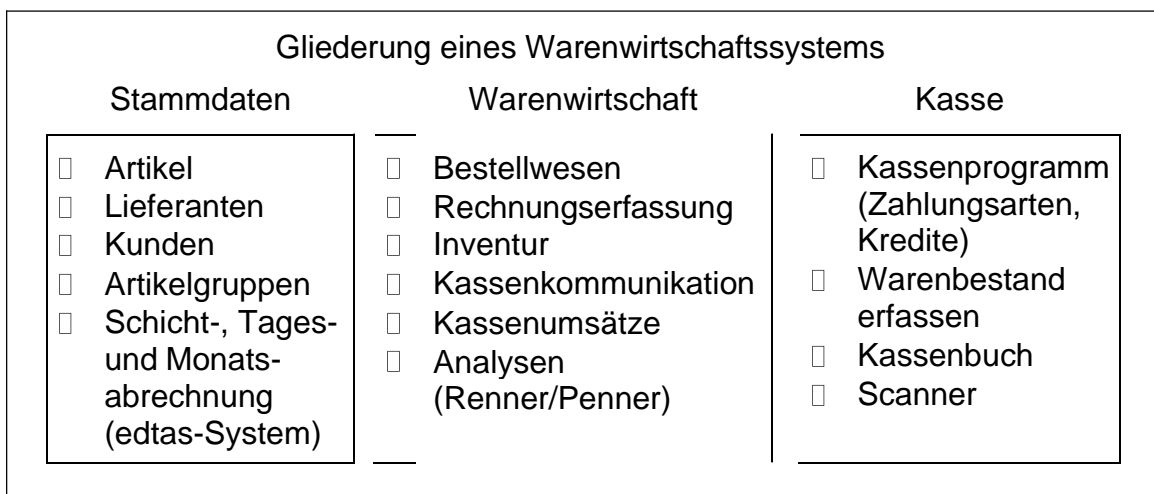 Gliederung eines Warenwirtschaftssystems
Stammdaten
Artikel
Lieferanten
Kunden
Artikelgruppen
Schicht-, Tages-
und Monats-
abrechnung
(edtas-System)
Warenwirtschaft
Bestellwesen
Rechnungserfassung
Inventur
Kassenkommunikation
Kassenumsätze
Analysen
(Renner/Penner)
Kasse
Kassenprogramm
(Zahlungsarten,
Kredite)
Warenbestand
erfassen
Kassenbuch
Scanner